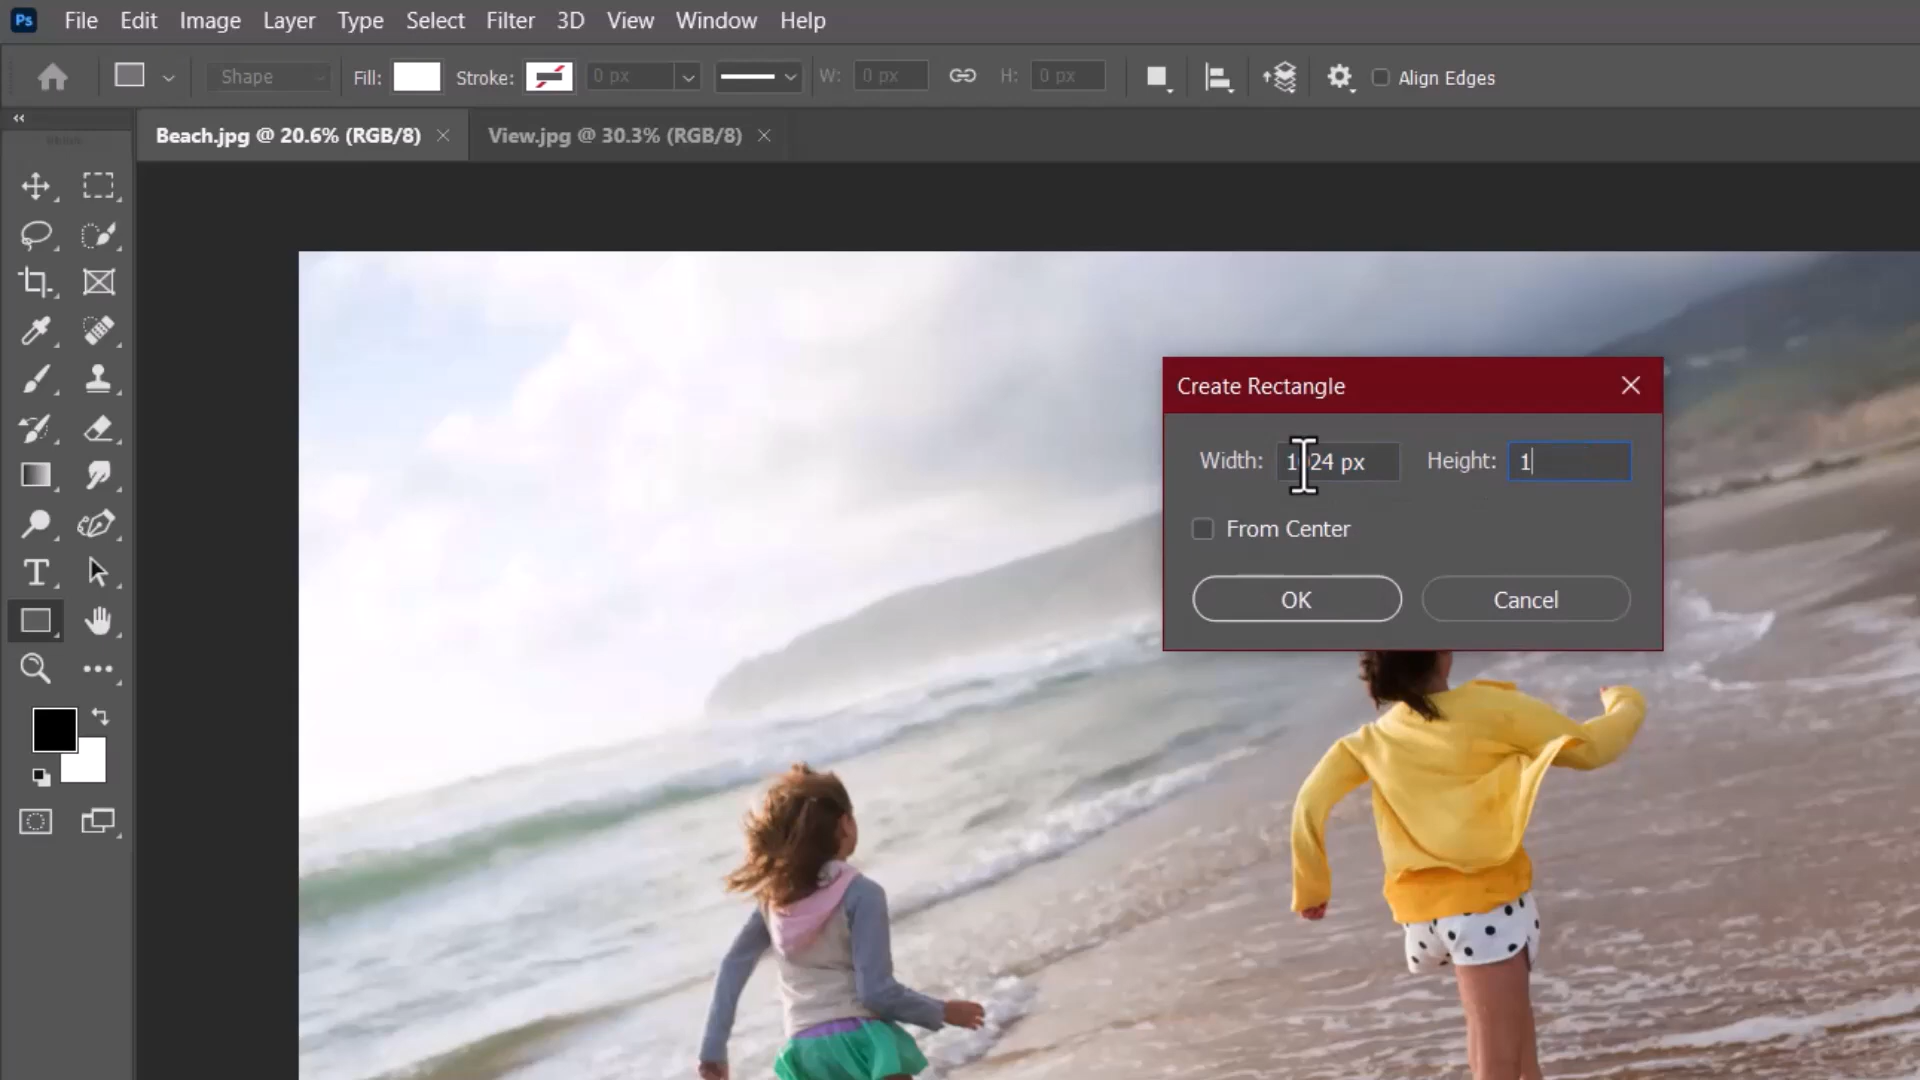 Ps File Edit Image Layer Type Select Filter 3D View Window Help
Shape Fill: Stroke: 0 px W: 0 px H: 0 px Align Edges
Beach.jpg @ 20.6% (RGB/8) View.jpg @ 30.3% (RGB/8)
Create Rectangle
Width: 1024 px Height: 1
From Center
OK Cancel